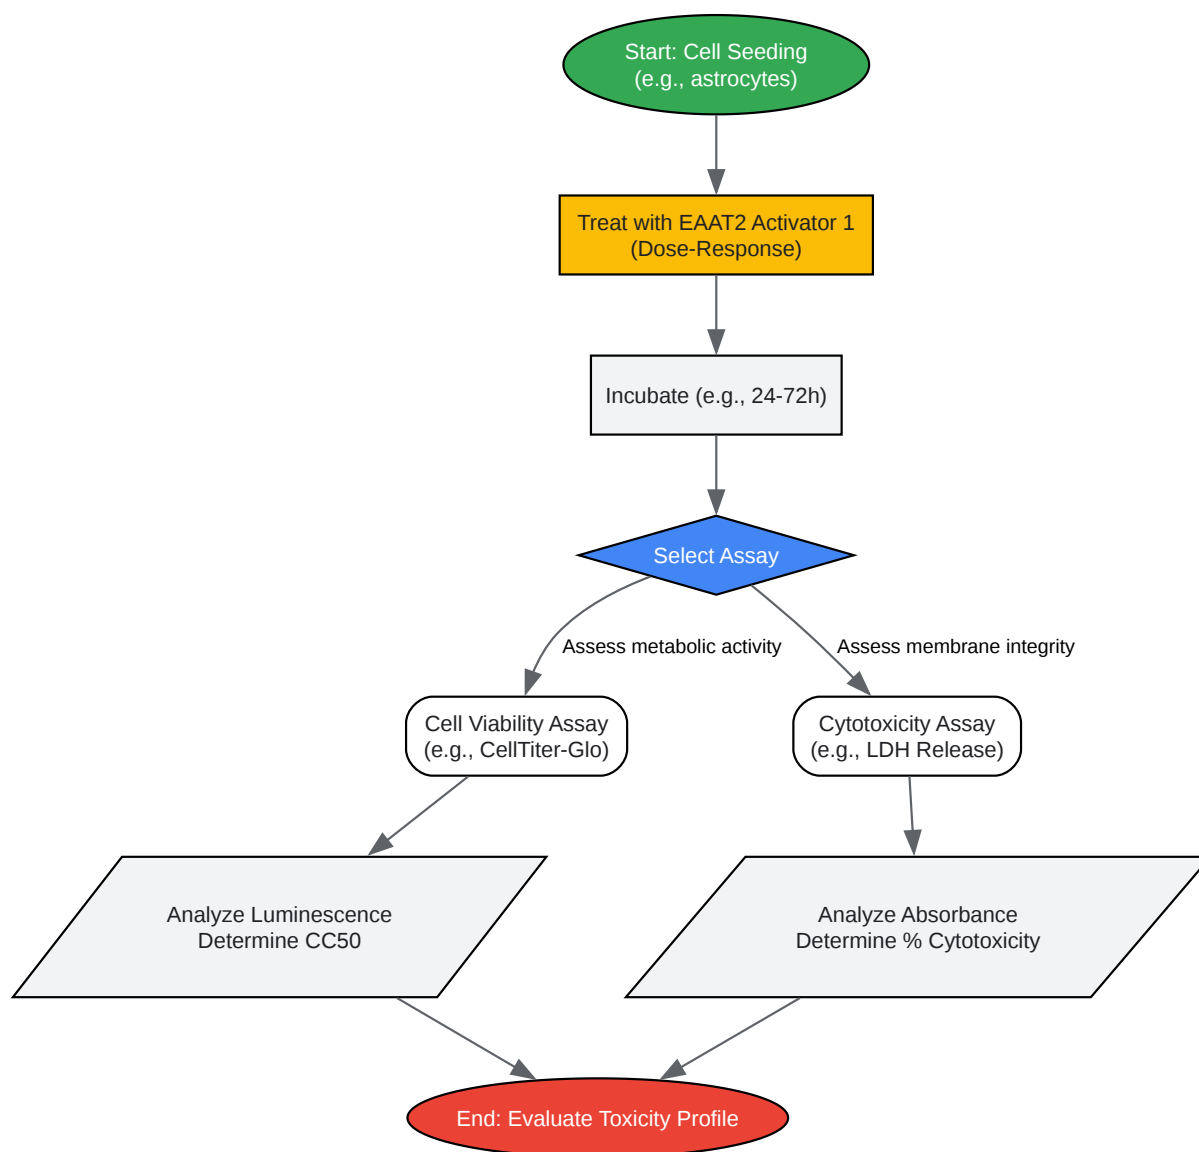 Start: Cell Seeding
(e.g., astrocytes)
Treat with EAAT2 Activator 1
(Dose-Response)
Incubate (e.g., 24-72h)
Select Assay
Assess metabolic activity
Assess membrane integrity
Cell Viability Assay
(e.g., CellTiter-Glo)
Cytotoxicity Assay
(e.g., LDH Release)
Analyze Luminescence
Determine CC50
Analyze Absorbance
Determine % Cytotoxicity
End: Evaluate Toxicity Profile